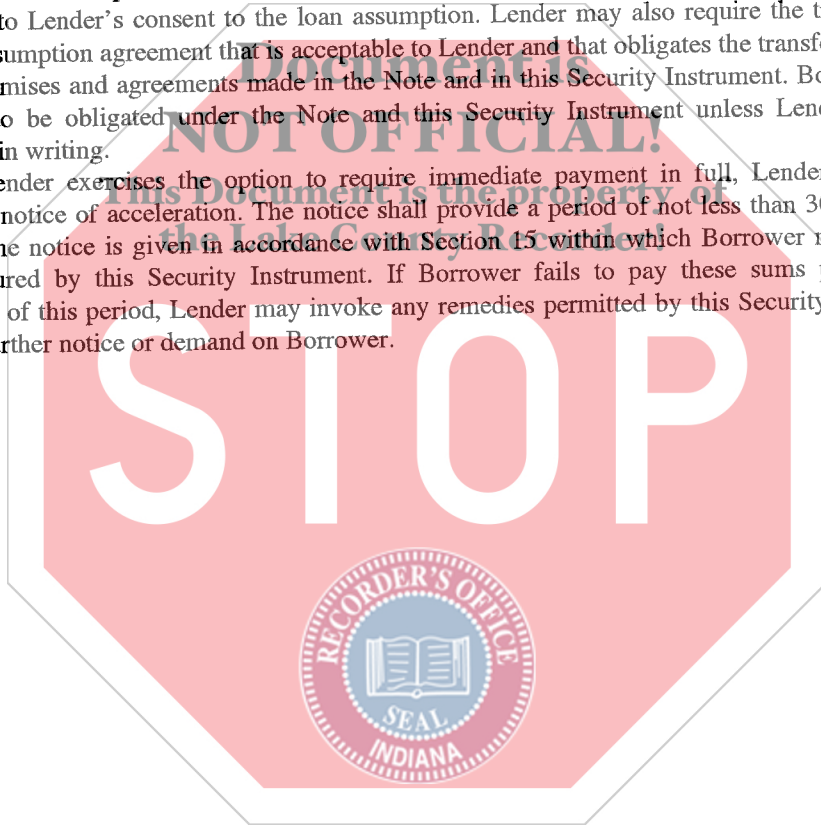 to Lender's consent to the loan assumption. Lender may also require the t
sumption agreement that is acceptable to Lender and that obligates the transf
mises and agreements made in the Note and in this Security Instrument. Bo
o be obligated under the Note and this Security Instrument unless Lend
in writing.
ender exercises the option to require immediate payment in full, Lender
notice of acceleration. The notice shall provide a period of not less than 30
he notice is given in accordance with Section 15 within which Borrower
ured by this Security Instrument. If Borrower fails to pay these sums
of this period, Lender may invoke any remedies permitted by this Security
rther notice or demand on Borrower.
Document is
NOT OFFICIAL!
This Document is the property of
the Lake County Recorder!
STOP
RECORDER'S OFFICE
SEAL
INDIANA